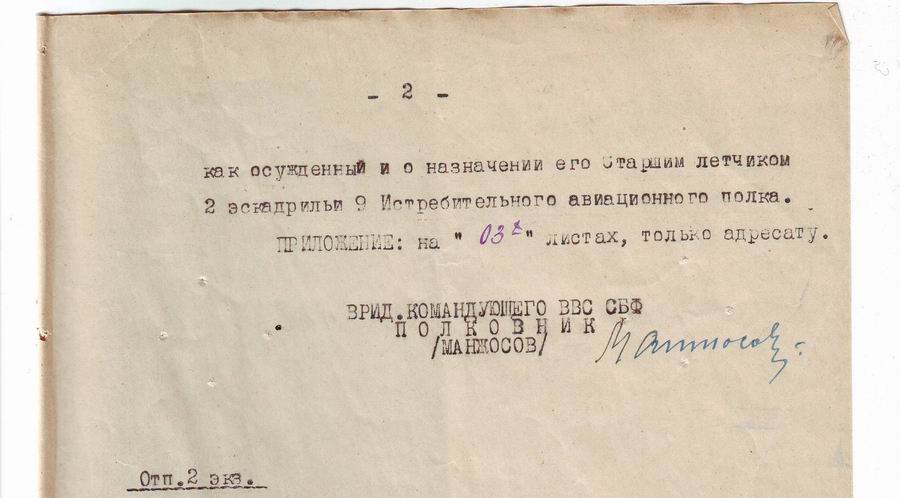 - 2 -
как осужденный и о назначении его Старшим летчиком
2 эскадрильи 9 Истребительного авиационного полка.
ПРИЛОЖЕНИЕ: на " 03х " листах, только адресату.
ВРИД.КОМАНДУЮЩЕГО ВВС СБФ
ПОЛКОВНИК
/МАНЖОСОВ/
Отп.2 экз.